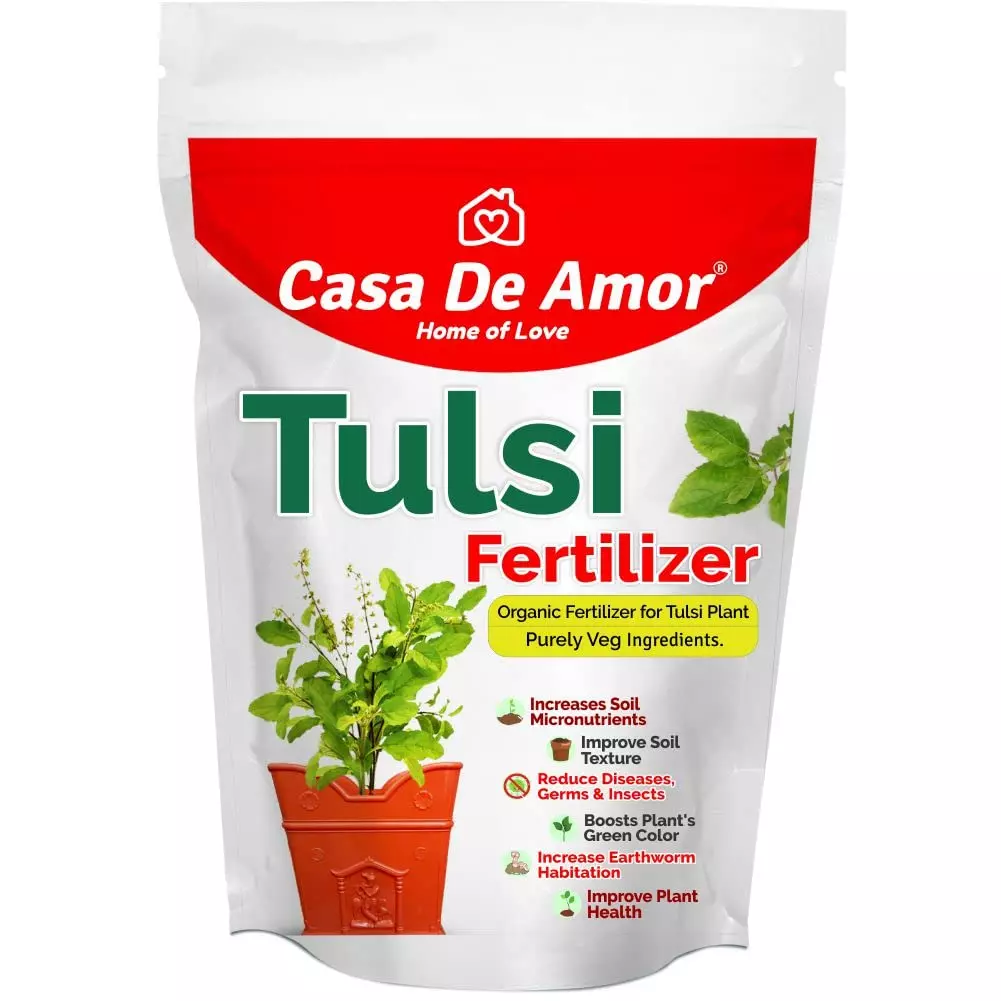 Casa De Amor®
Home of Love
Tulsi
Fertilizer
Organic Fertilizer for Tulsi Plant
Purely Veg Ingredients.
Increases Soil
Micronutrients
Improve Soil
Texture
Reduce Diseases,
Germs & Insects
Boosts Plant's
Green Color
Increase Earthworm
Habitation
Improve Plant
Health